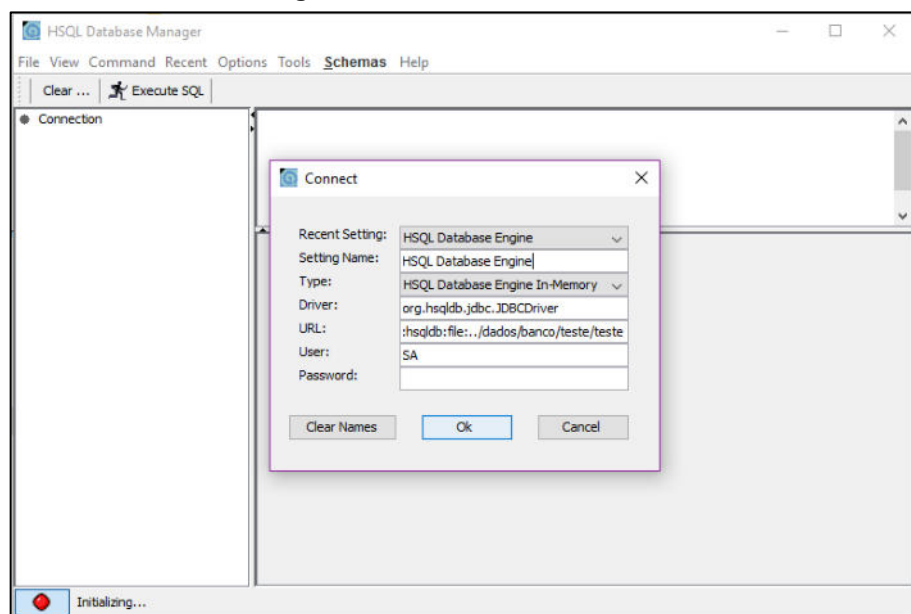 HSQL Database Manager
File View Command Recent Options Tools Schemas Help
Clear ... Execute SQL
Connection
Connect
Recent Setting: HSQL Database Engine
Setting Name: HSQL Database Engine
Type: HSQL Database Engine In-Memory
Driver: org.hsqldb.jdbc.JDBCDriver
URL: :hsqldb:file:../dados/banco/teste/teste
User: SA
Password:
Clear Names Ok Cancel
Initializing...